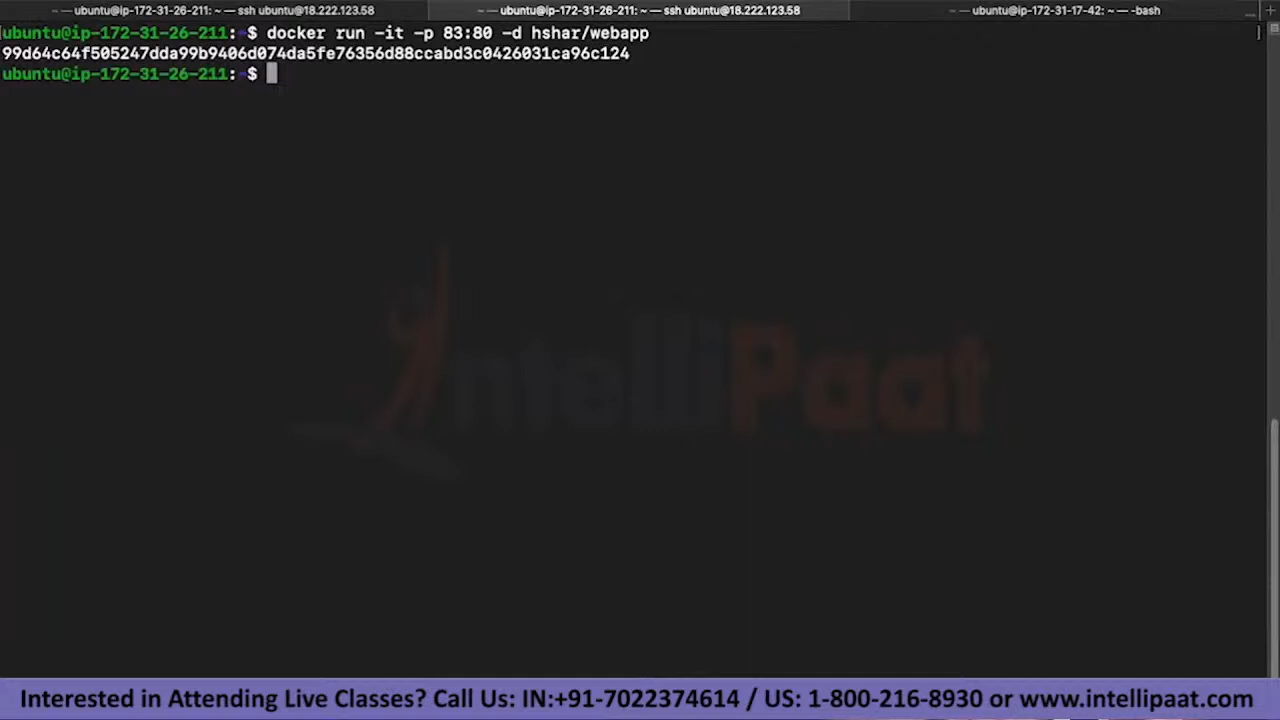 ~ — ubuntu@ip-172-31-26-211: ~ — ssh ubuntu@18.222.123.58
~ — ubuntu@ip-172-31-26-211: ~ — ssh ubuntu@18.222.123.58
~ — ubuntu@ip-172-31-17-42: ~ — -bash
... +
[ubuntu@ip-172-31-26-211:~$ docker run -it -p 83:80 -d hshar/webapp ]
99d64c64f505247dda99b9406d074da5fe76356d88ccabd3c0426031ca96c124
ubuntu@ip-172-31-26-211:~$
IntelliPaat
Interested in Attending Live Classes? Call Us: IN:+91-7022374614 / US: 1-800-216-8930 or www.intellipaat.com